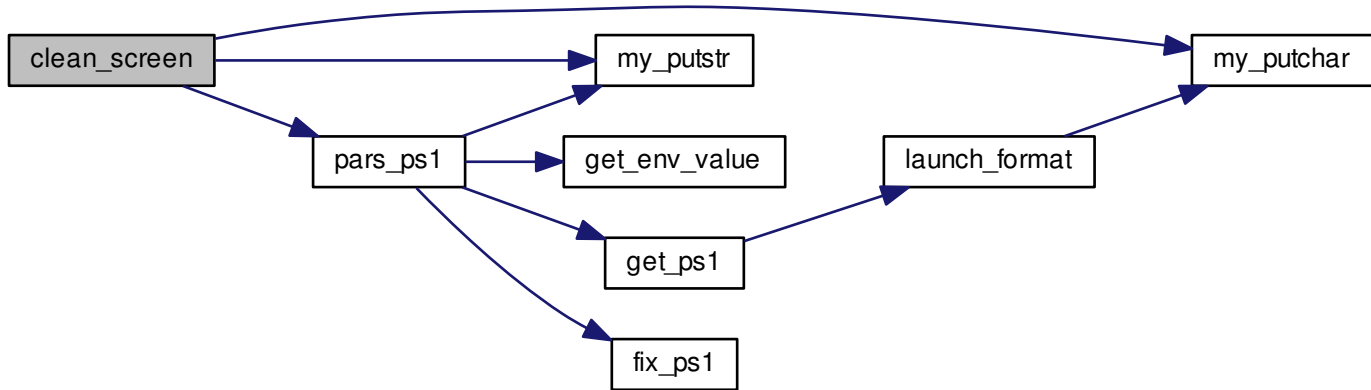 clean_screen
my_putstr
my_putchar
pars_ps1
get_env_value
launch_format
get_ps1
fix_ps1